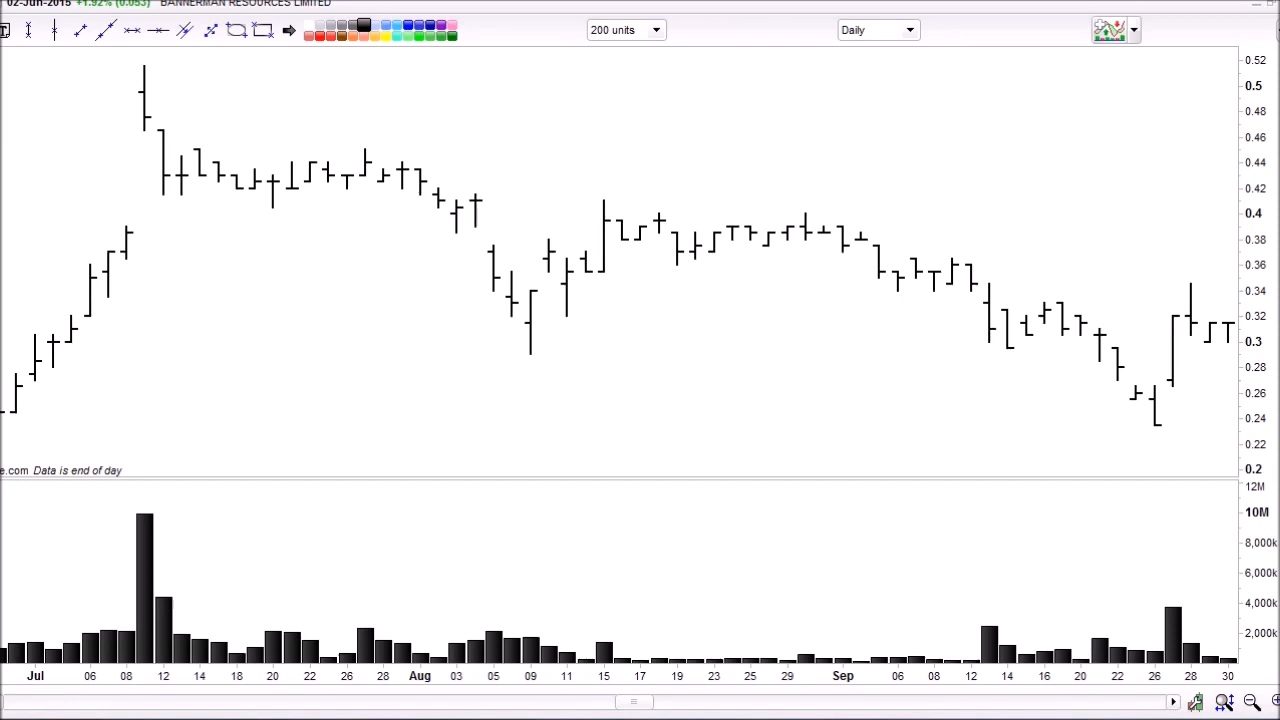 02-Jun-2015 +1.92% (0.053) BANNERMAN RESOURCES LIMITED
T 200 units Daily
0.52
0.5
0.48
0.46
0.44
0.42
0.4
0.38
0.36
0.34
0.32
0.3
0.28
0.26
0.24
0.22
0.2
e.com Data is end of day
12M
10M
8,000k
6,000k
4,000k
2,000k
Jul 06 08 12 14 18 20 22 26 28 Aug 03 05 09 11 15 17 19 23 25 29 Sep 06 08 12 14 16 20 22 26 28 30